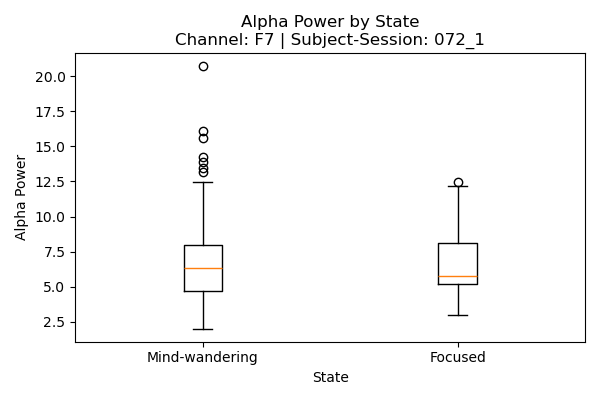 Alpha Power by State
Channel: F7 | Subject-Session: 072_1
20.0
17.5
15.0
12.5
10.0
7.5
5.0
2.5
Alpha Power
Mind-wandering
Focused
State